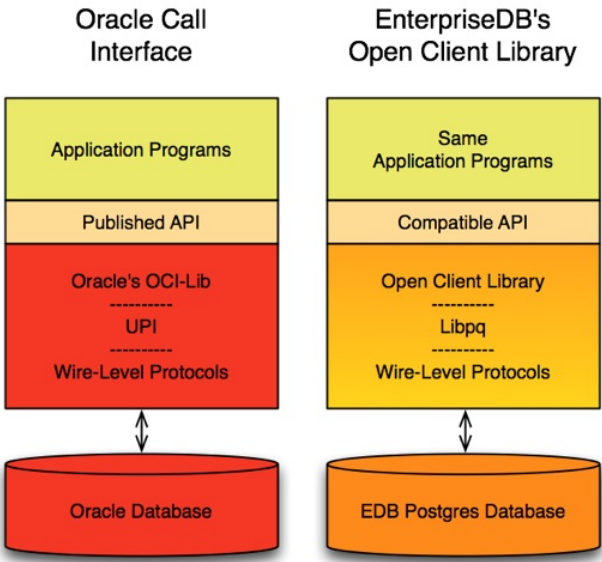 Oracle Call
Interface
Application Programs
Published API
Oracle's OCI-Lib
----------
UPI
----------
Wire-Level Protocols
Oracle Database
EnterpriseDB's
Open Client Library
Same
Application Programs
Compatible API
Open Client Library
----------
Libpq
----------
Wire-Level Protocols
EDB Postgres Database